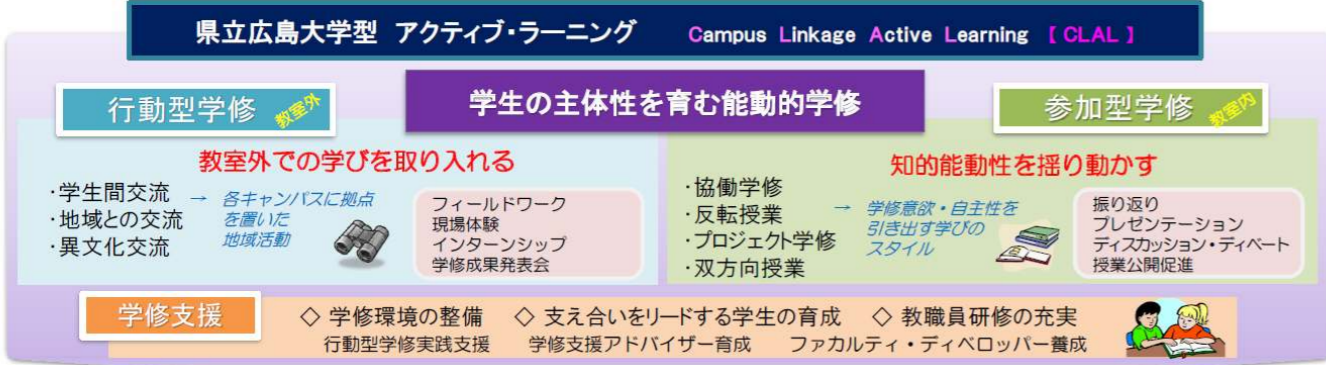 県立広島大学型 アクティブ・ラーニング Campus Linkage Active Learning 【 CLAL 】
学生の主体性を育む能動的学修
行動型学修 教室外
教室外での学びを取り入れる
・学生間交流
・地域との交流
・異文化交流
→ 各キャンパスに拠点
を置いた
地域活動
フィールドワーク
現場体験
インターンシップ
学修成果発表会
参加型学修 教室内
知的能動性を揺り動かす
・協働学修
・反転授業
・プロジェクト学修
・双方向授業
→ 学修意欲・自主性を
引き出す学びの
スタイル
振り返り
プレゼンテーション
ディスカッション・ディベート
授業公開促進
学修支援
◇ 学修環境の整備 ◇ 支え合いをリードする学生の育成 ◇ 教職員研修の充実
行動型学修実践支援 学修支援アドバイザー育成 ファカルティ・ディベロッパー養成